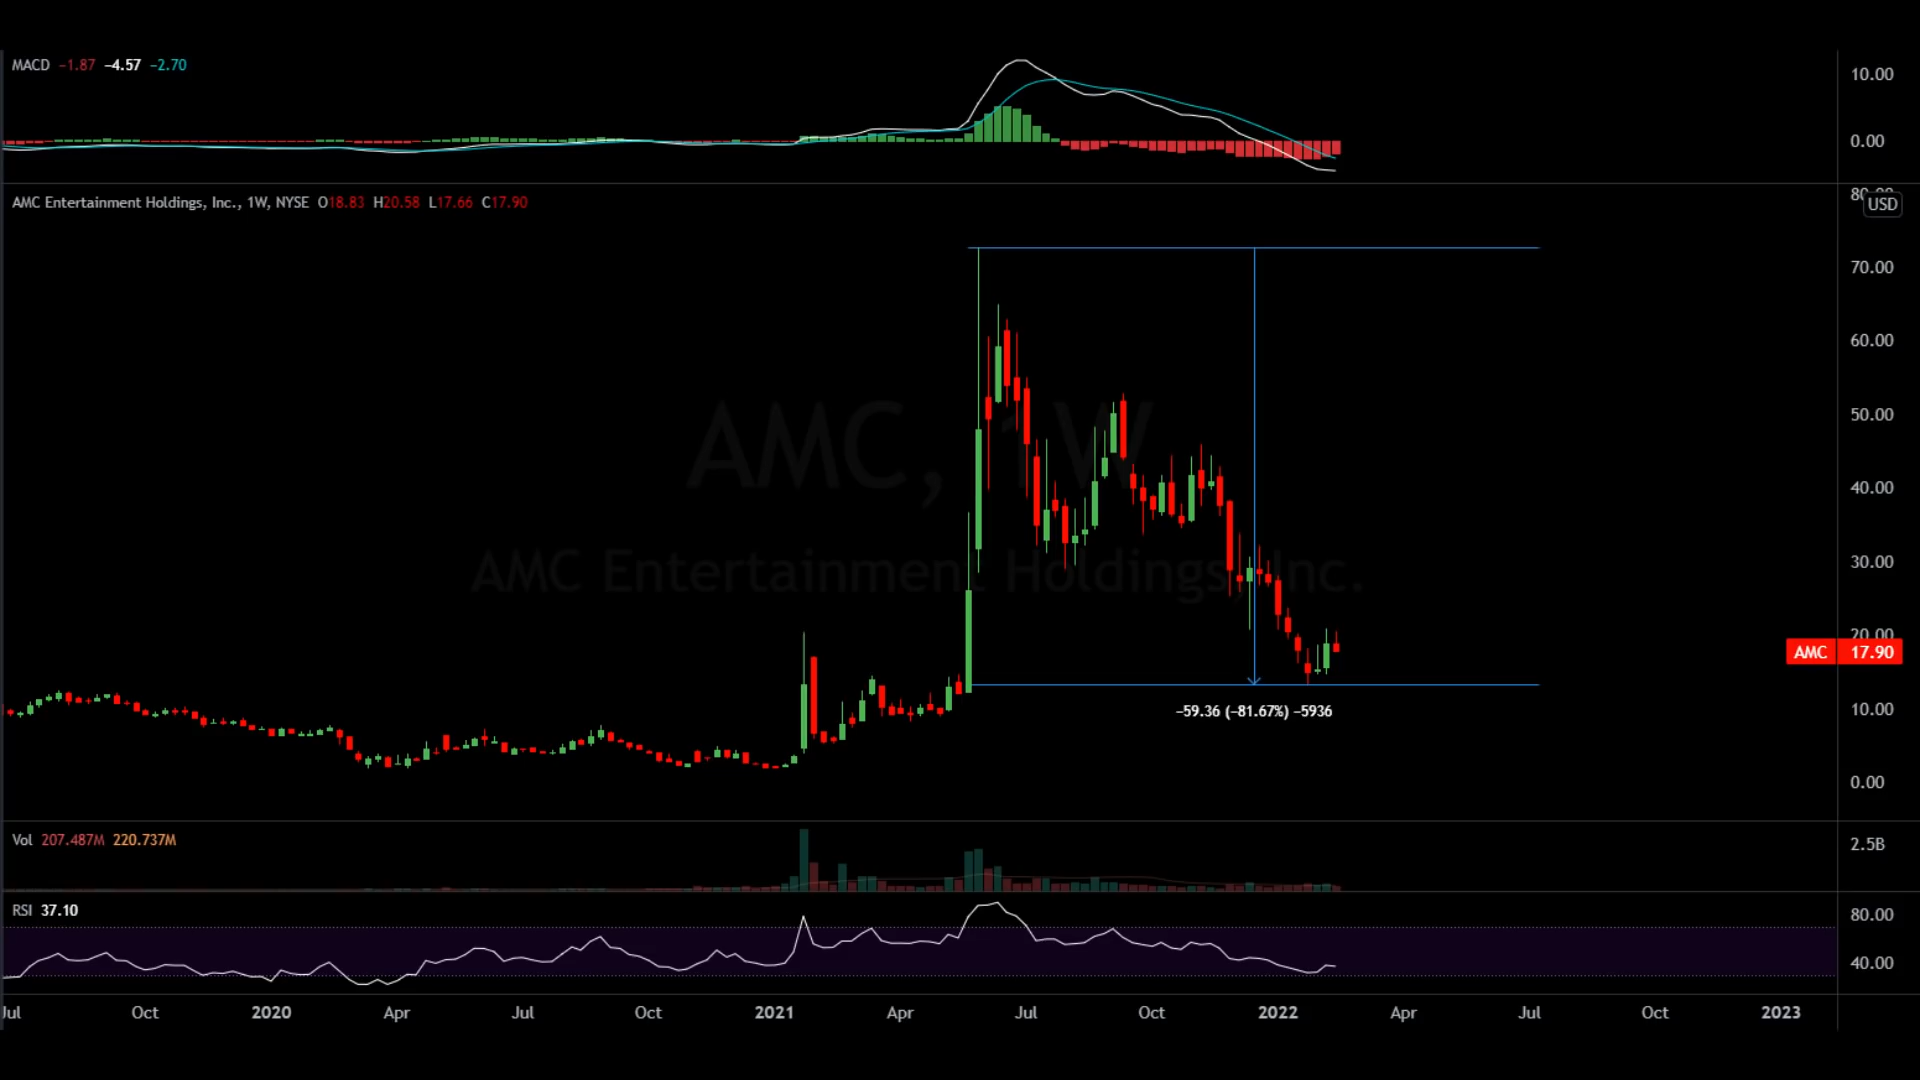 MACD −1.87 −4.57 −2.70
10.00
0.00
AMC Entertainment Holdings, Inc., 1W, NYSE O18.83 H20.58 L17.66 C17.90
80.00
USD
70.00
60.00
50.00
AMC, 1W
40.00
AMC Entertainment Holdings, Inc.
30.00
20.00
AMC 17.90
10.00
−59.36 (−81.67%) −5936
0.00
Vol 207.487M 220.737M
2.5B
RSI 37.10
80.00
40.00
Jul Oct 2020 Apr Jul Oct 2021 Apr Jul Oct 2022 Apr Jul Oct 2023